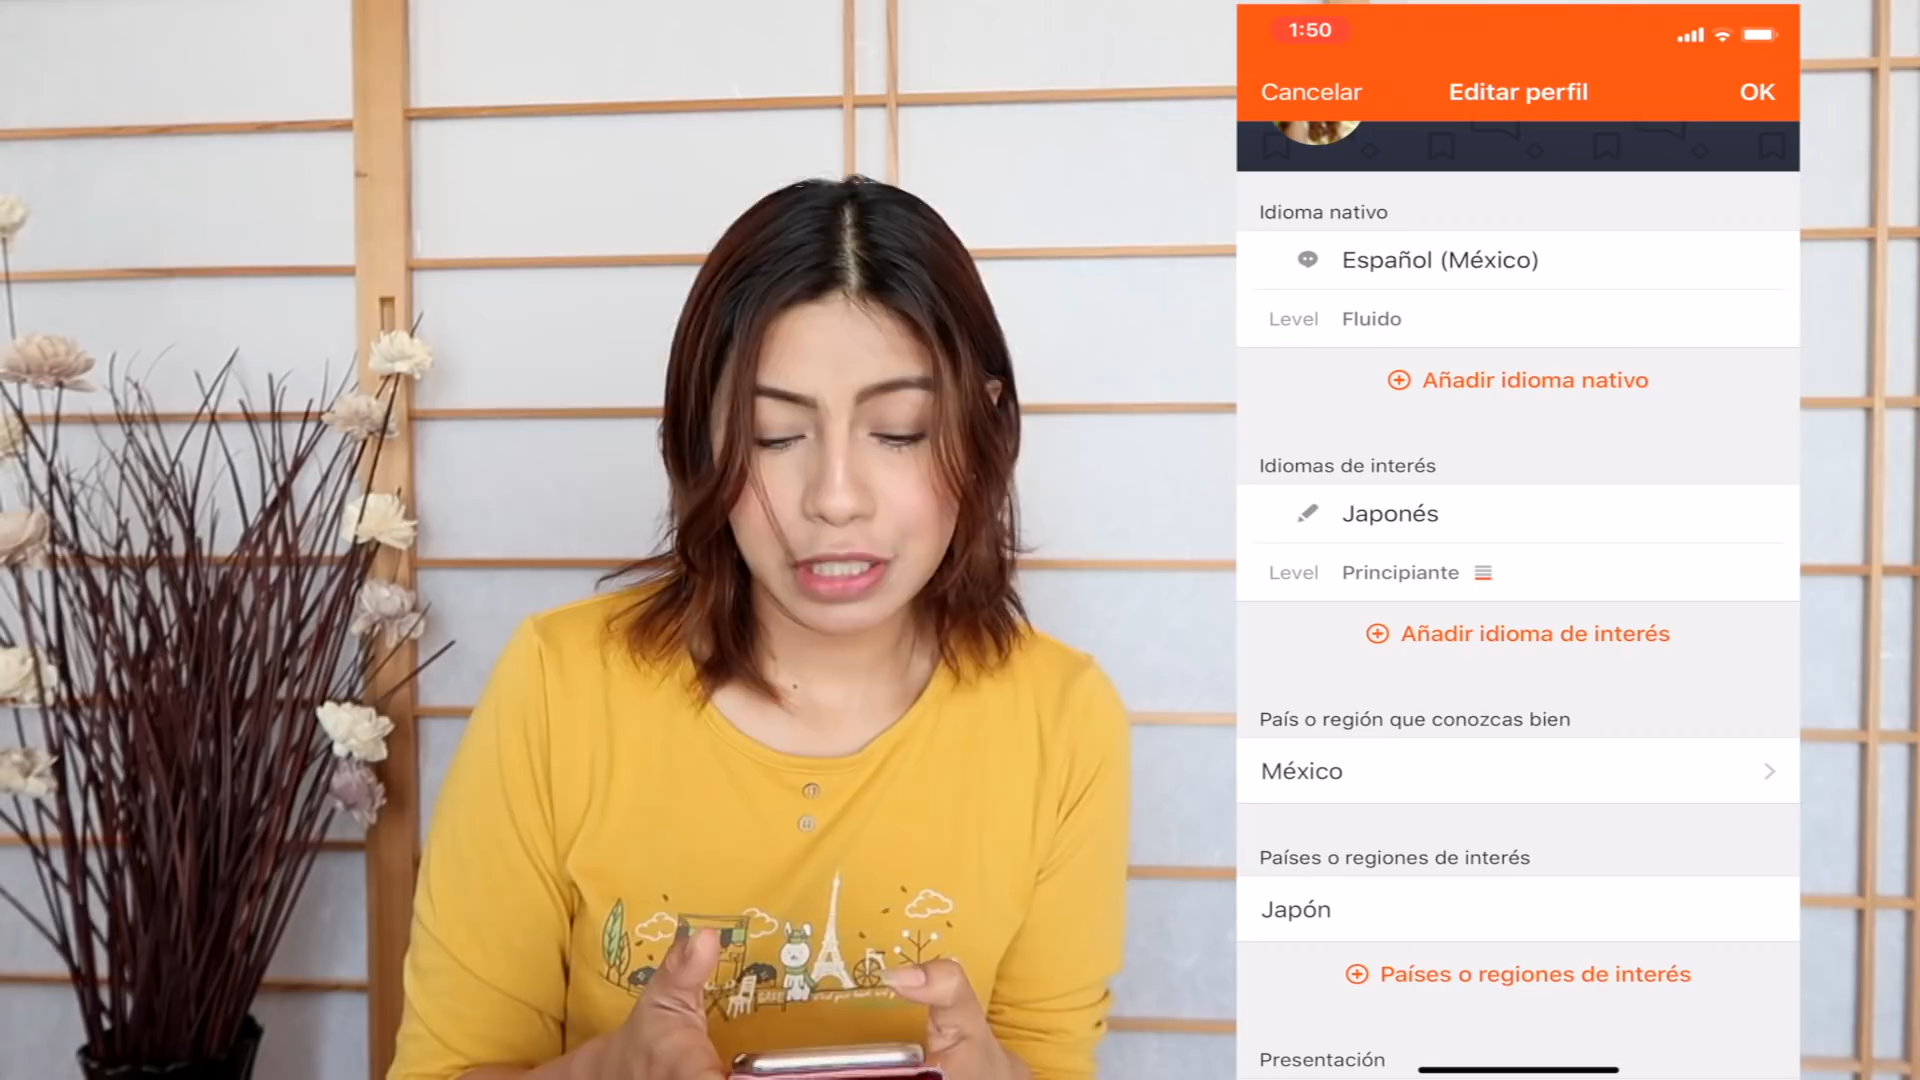 1:50
Cancelar
Editar perfil
OK
Idioma nativo
Español (México)
Level Fluido
Añadir idioma nativo
Idiomas de interés
Japonés
Level Principiante
Añadir idioma de interés
País o región que conozcas bien
México
Países o regiones de interés
Japón
Países o regiones de interés
Presentación